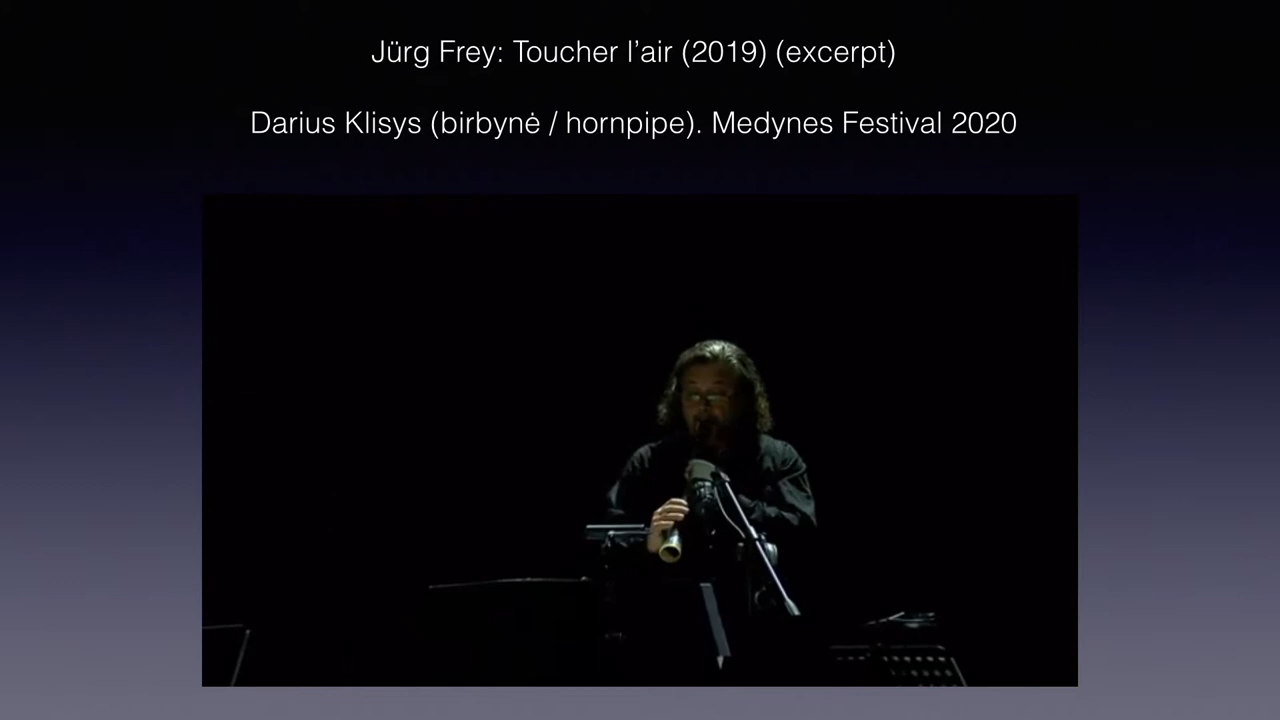 Jürg Frey: Toucher l’air (2019) (excerpt)
Darius Klisys (birbynė / hornpipe). Medynes Festival 2020